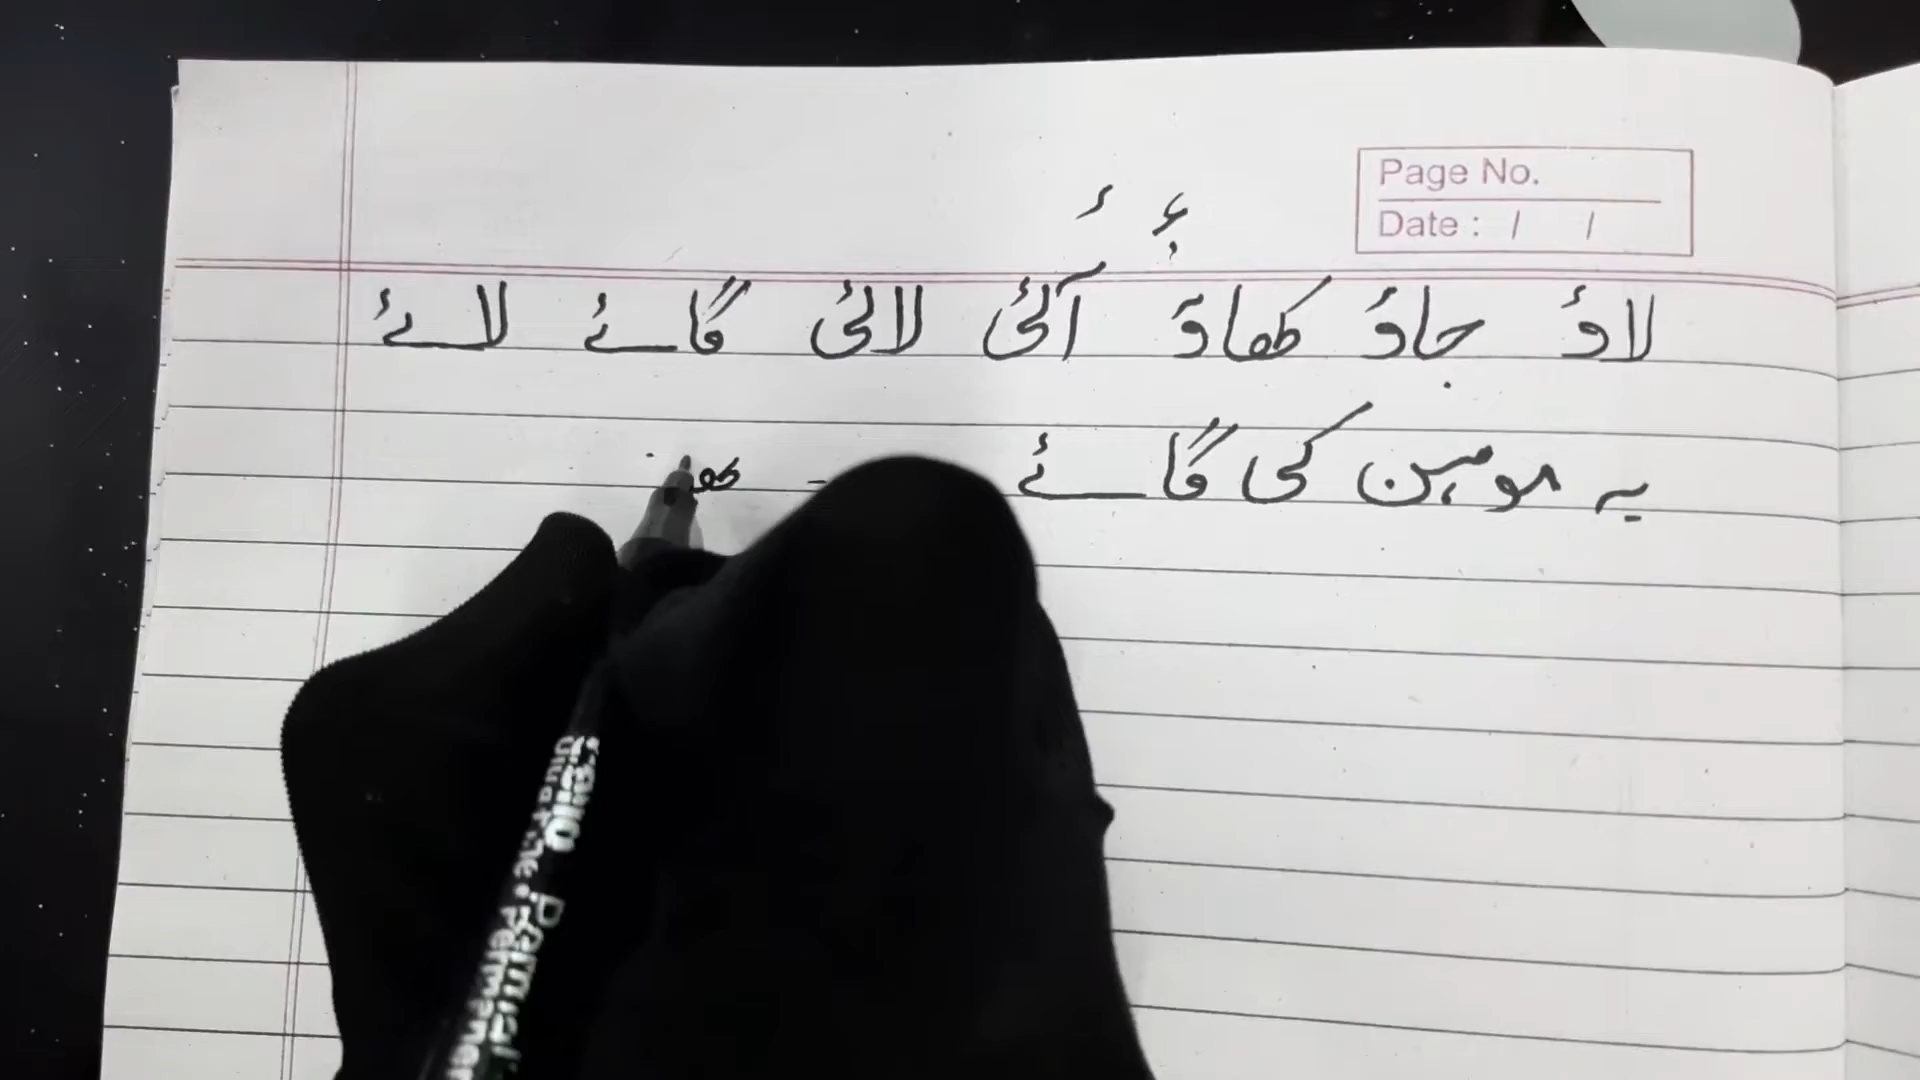 Page No.
Date : / /
ء
لاؤ جاؤ کھاؤ آئی لائی گائے لائے
یہ مومن کی گائے